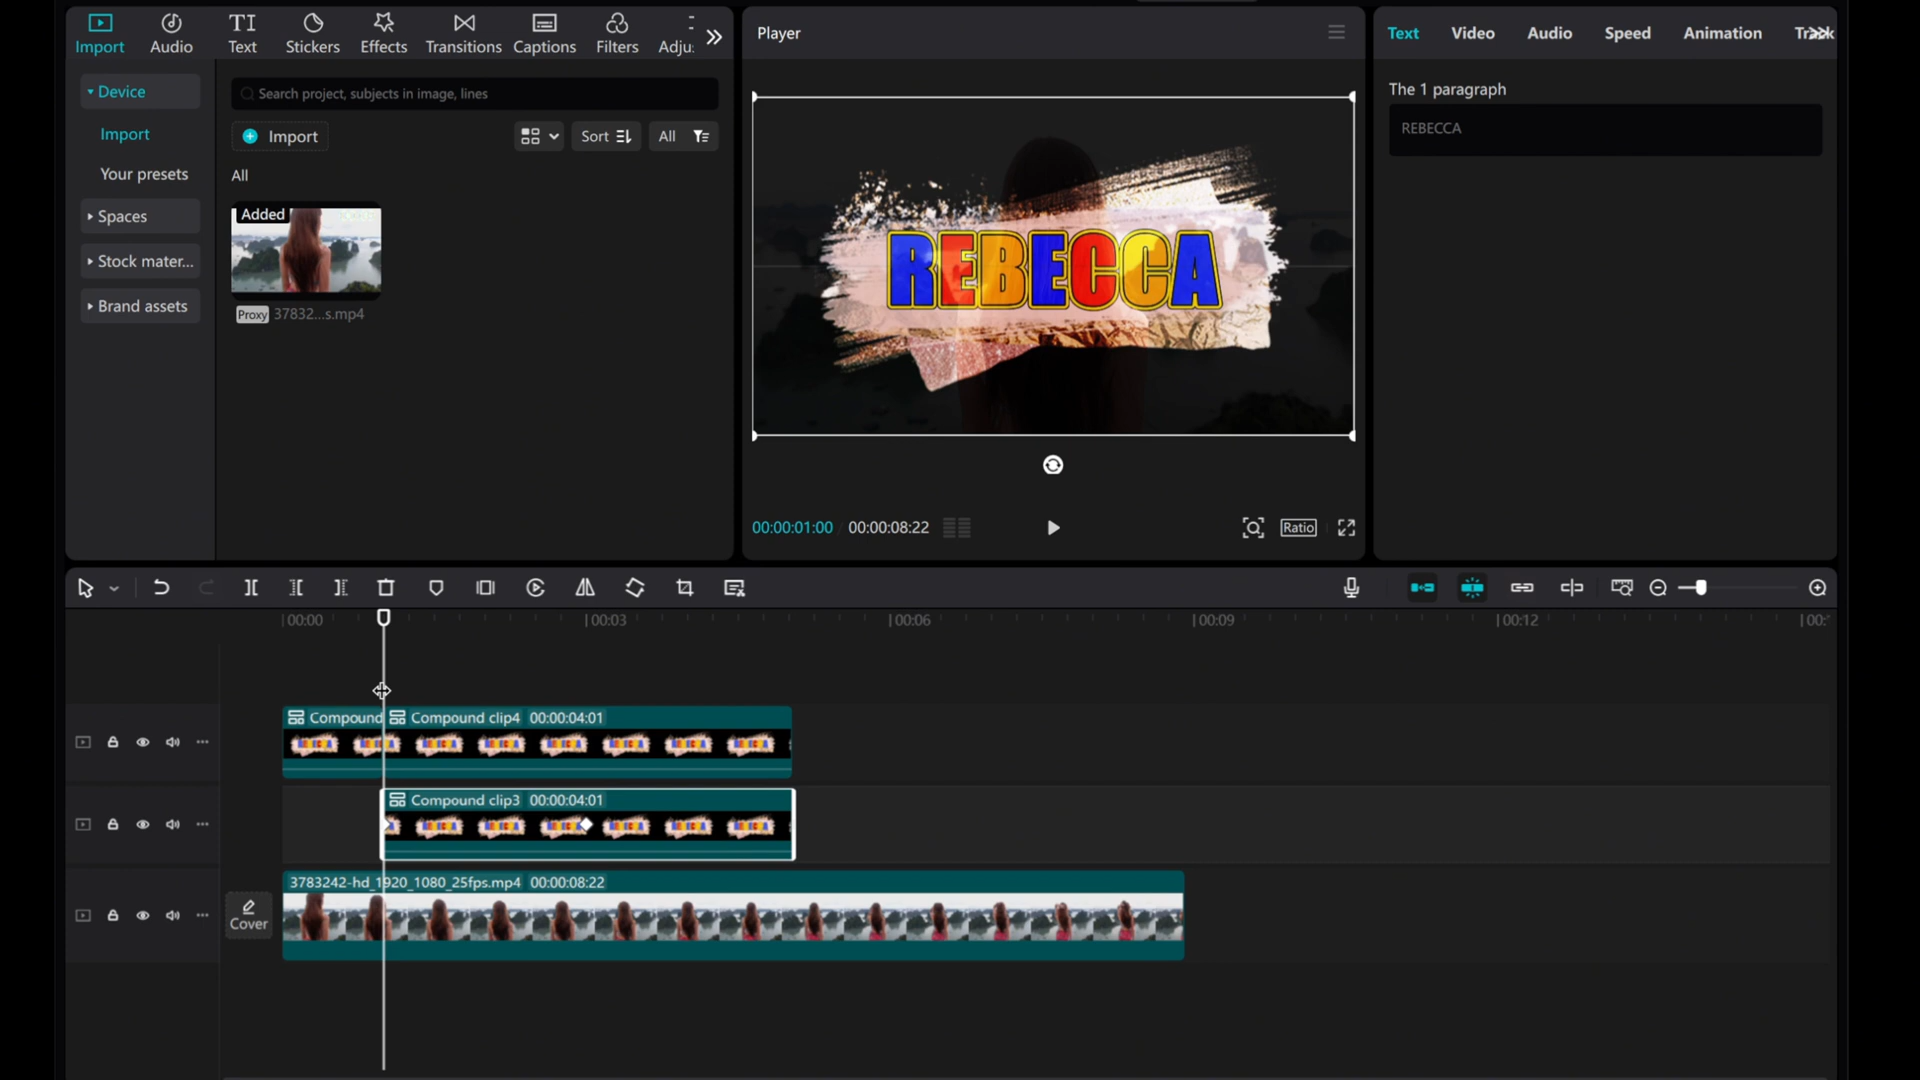 Import
Audio
Text
Stickers
Effects
Transitions
Captions
Filters
Adju
Device
Import
Your presets
Spaces
Stock mater...
Brand assets
Search project, subjects in image, lines
Import
Sort
All
All
Added
Proxy 37832...s.mp4
Player
REBECCA
00:00:01:00 00:00:08:22
Ratio
Text
Video
Audio
Speed
Animation
The 1 paragraph
REBECCA
00:00
00:03
00:06
00:09
00:12
00:
Compound
Compound clip4 00:00:04:01
Compound clip3 00:00:04:01
Cover
3783242-hd_1920_1080_25fps.mp4 00:00:08:22